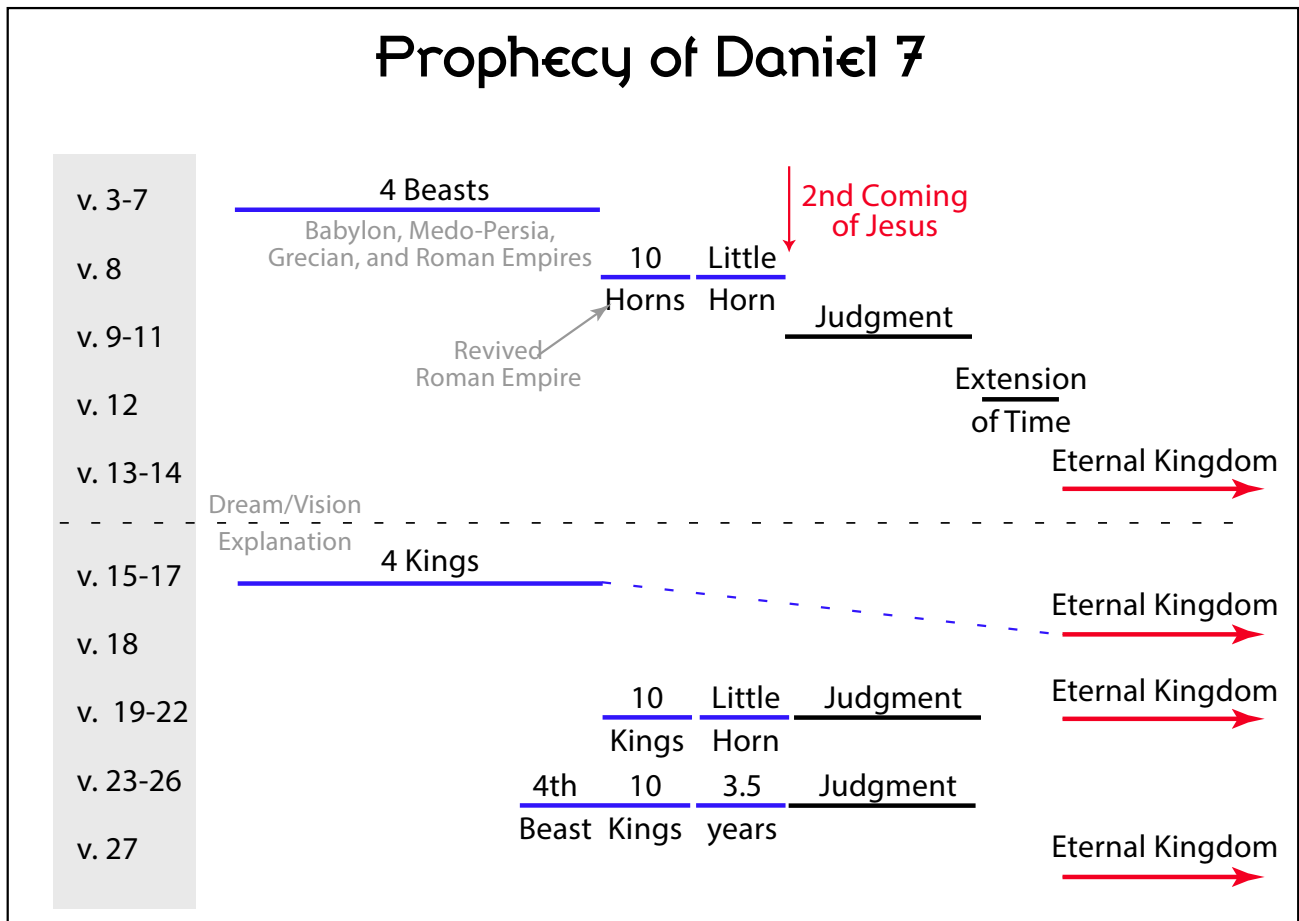 Prophecy of Daniel 7
v. 3-7
4 Beasts
Babylon, Medo-Persia,
Grecian, and Roman Empires
2nd Coming
of Jesus
v. 8
10
Horns
Little
Horn
Revived
Roman Empire
v. 9-11
Judgment
v. 12
Extension
of Time
v. 13-14
Eternal Kingdom
Dream/Vision
Explanation
v. 15-17
4 Kings
v. 18
Eternal Kingdom
v. 19-22
10
Kings
Little
Horn
Judgment
Eternal Kingdom
v. 23-26
4th
Beast
10
Kings
3.5
years
Judgment
v. 27
Eternal Kingdom